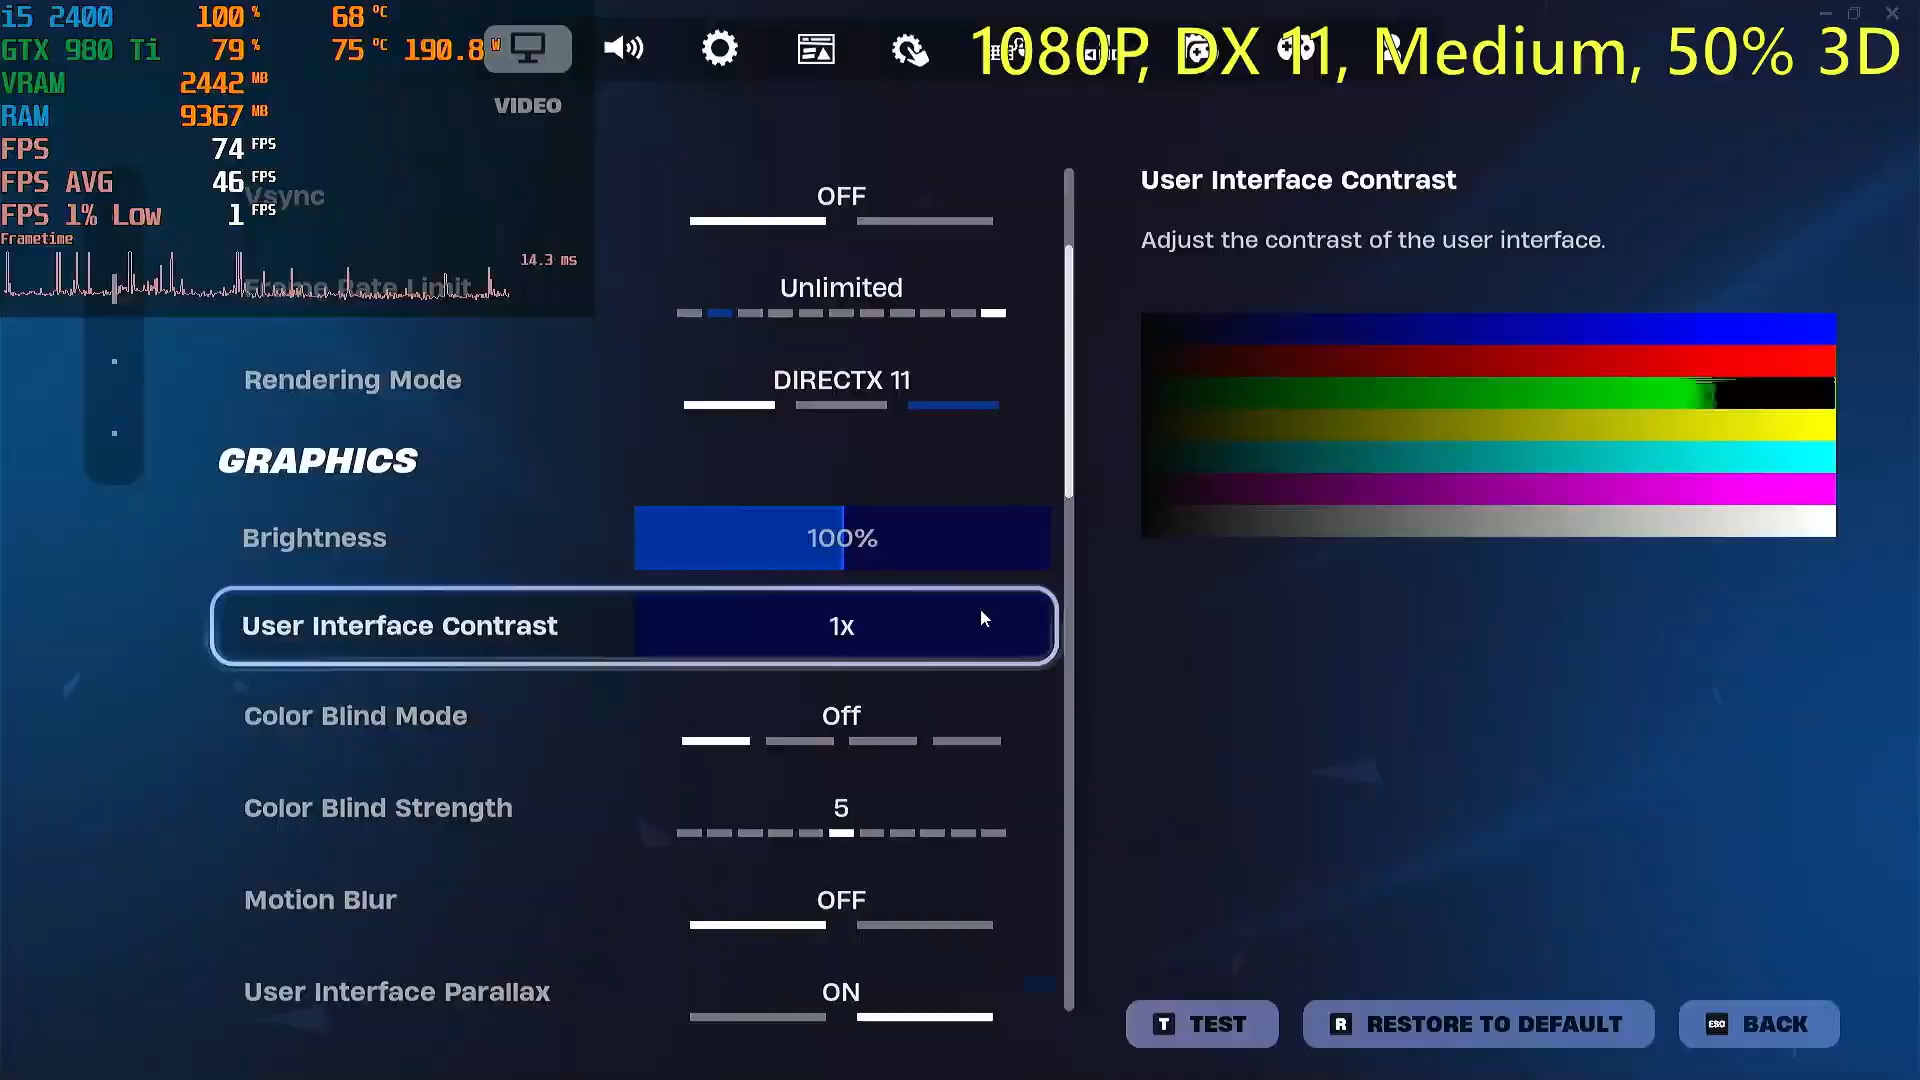 i5 2400 100 % 68 °C
GTX 980 Ti 79 % 75 °C 190.8 W
VRAM 2442 MB
RAM 9367 MB
FPS 74 FPS
FPS AVG 46 FPS
FPS 1% Low 1 FPS
Frametime
14.3 ms
1080P, DX 11, Medium, 50% 3D
VIDEO
Vsync OFF
Frame Rate Limit Unlimited
Rendering Mode DIRECTX 11
GRAPHICS
Brightness 100%
User Interface Contrast 1x
Color Blind Mode Off
Color Blind Strength 5
Motion Blur OFF
User Interface Parallax ON
User Interface Contrast
Adjust the contrast of the user interface.
T TEST
R RESTORE TO DEFAULT
ESC BACK